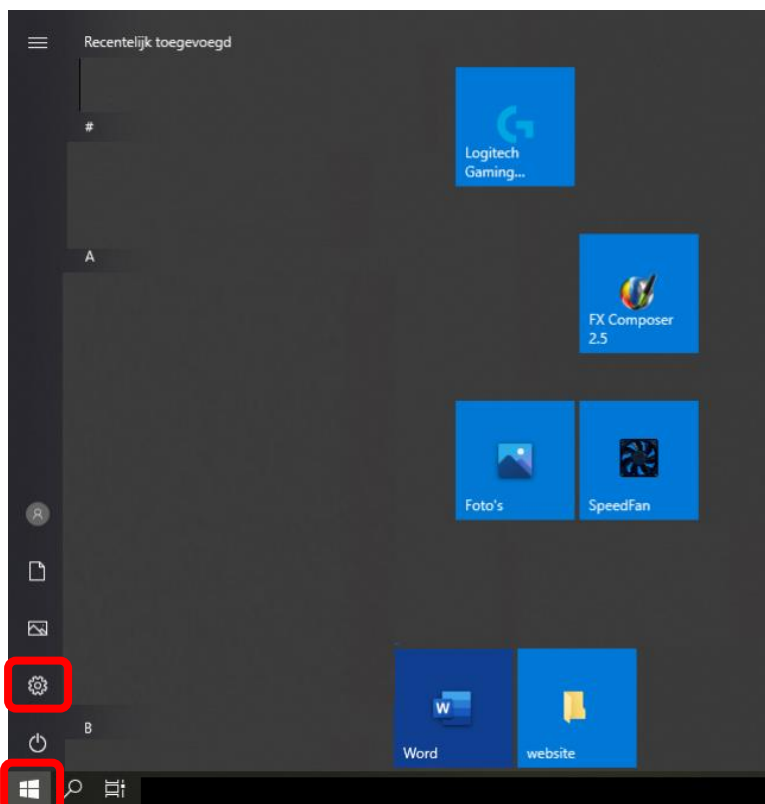 Recentelijk toegevoegd
#
Logitech
Gaming...
A
FX Composer
2.5
Foto's
SpeedFan
B
W
Word
website